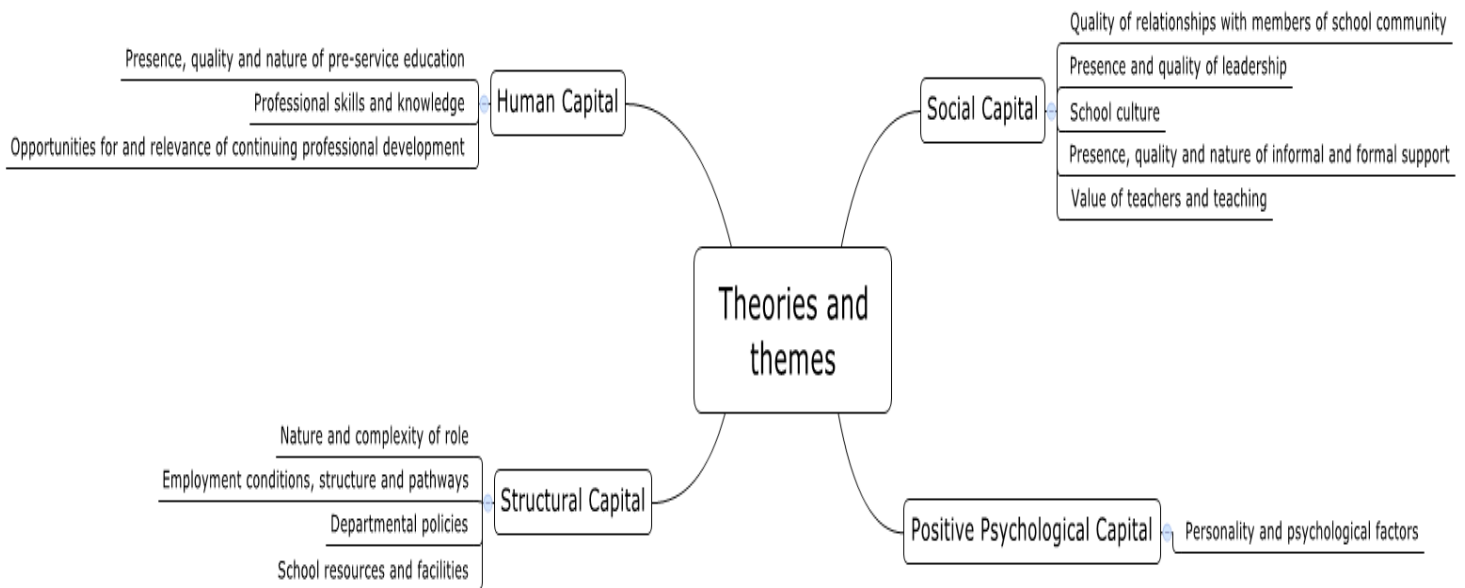 Theories and
themes
Human Capital
Presence, quality and nature of pre-service education
Professional skills and knowledge
Opportunities for and relevance of continuing professional development
Social Capital
Quality of relationships with members of school community
Presence and quality of leadership
School culture
Presence, quality and nature of informal and formal support
Value of teachers and teaching
Structural Capital
Nature and complexity of role
Employment conditions, structure and pathways
Departmental policies
School resources and facilities
Positive Psychological Capital
Personality and psychological factors